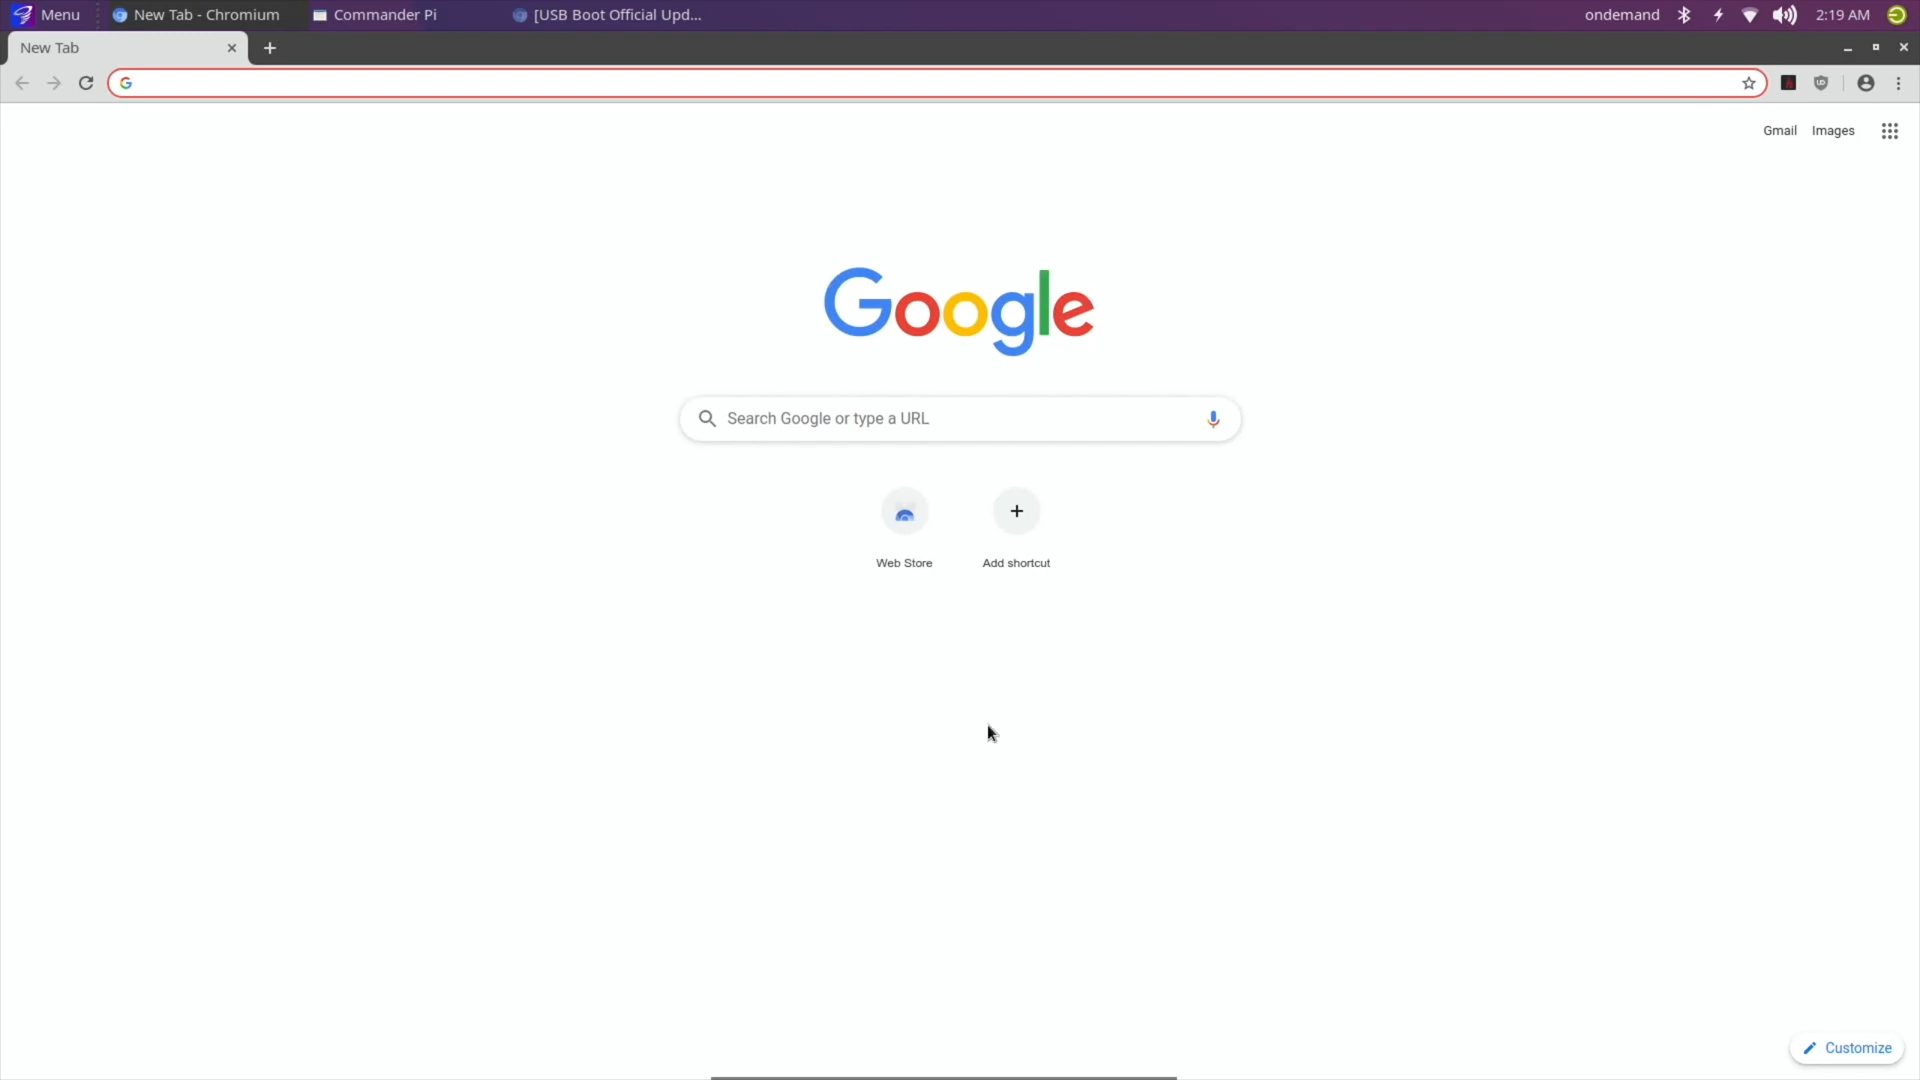 Menu New Tab - Chromium Commander Pi [USB Boot Official Upd... ondemand 2:19 AM
New Tab
Gmail Images
Google
Search Google or type a URL
Web Store Add shortcut
Customize